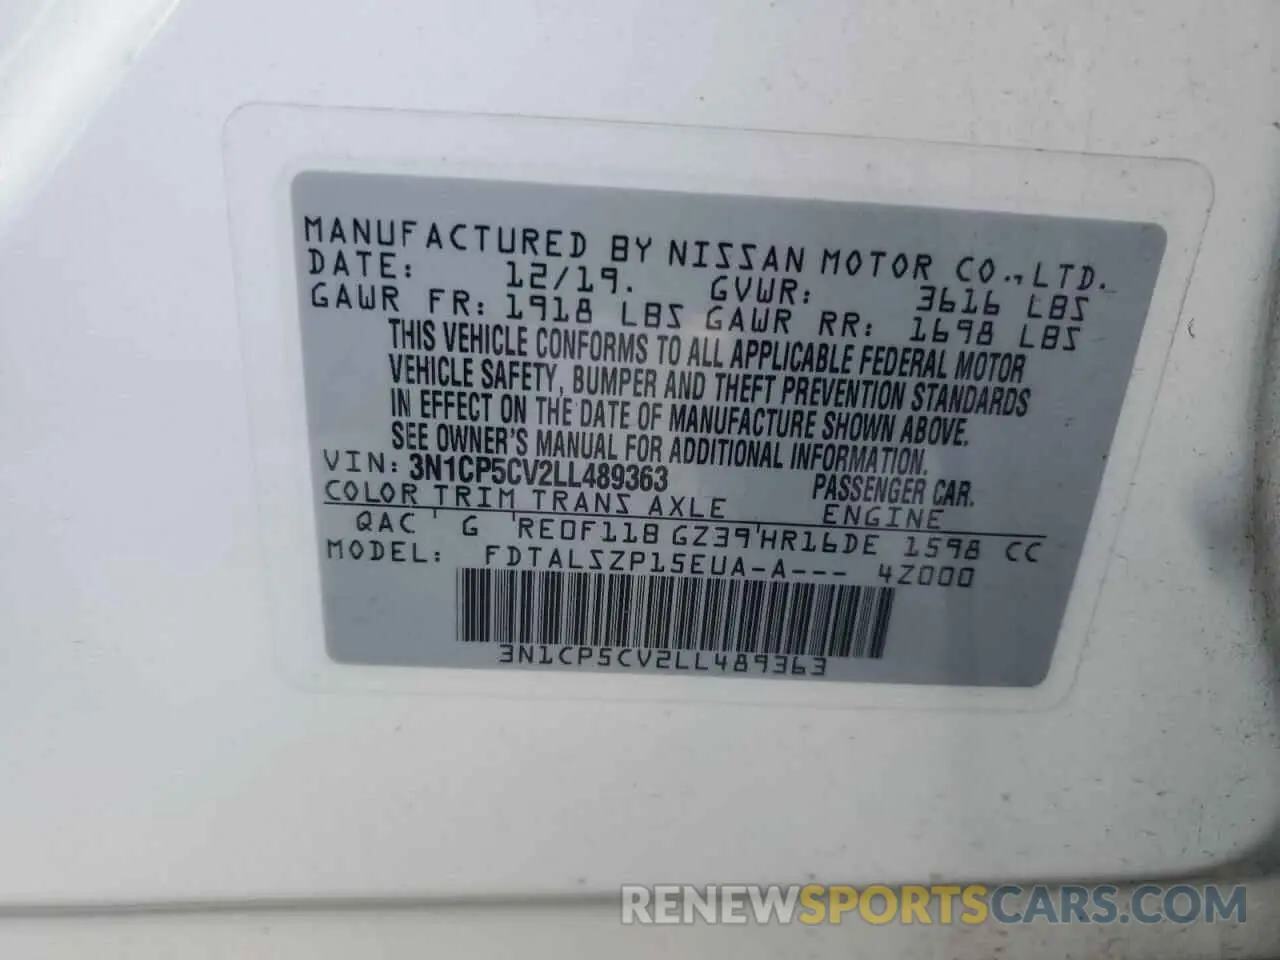 MANUFACTURED BY NISSAN MOTOR CO., LTD.
DATE: 12/19. GVWR: 3616 LBS
GAWR FR: 1918 LBS GAWR RR: 1698 LBS
THIS VEHICLE CONFORMS TO ALL APPLICABLE FEDERAL MOTOR
VEHICLE SAFETY, BUMPER AND THEFT PREVENTION STANDARDS
IN EFFECT ON THE DATE OF MANUFACTURE SHOWN ABOVE.
SEE OWNER'S MANUAL FOR ADDITIONAL INFORMATION.
VIN: 3N1CP5CV2LL489363 PASSENGER CAR.
COLOR TRIM TRANS AXLE ENGINE
QAC ' G 'RE0F11B GZ39'HR16DE 1598 CC
MODEL: FDTALSZP15EUA-A--- 4Z000
3N1CP5CV2LL489363
RENEWSPORTSCARS.COM